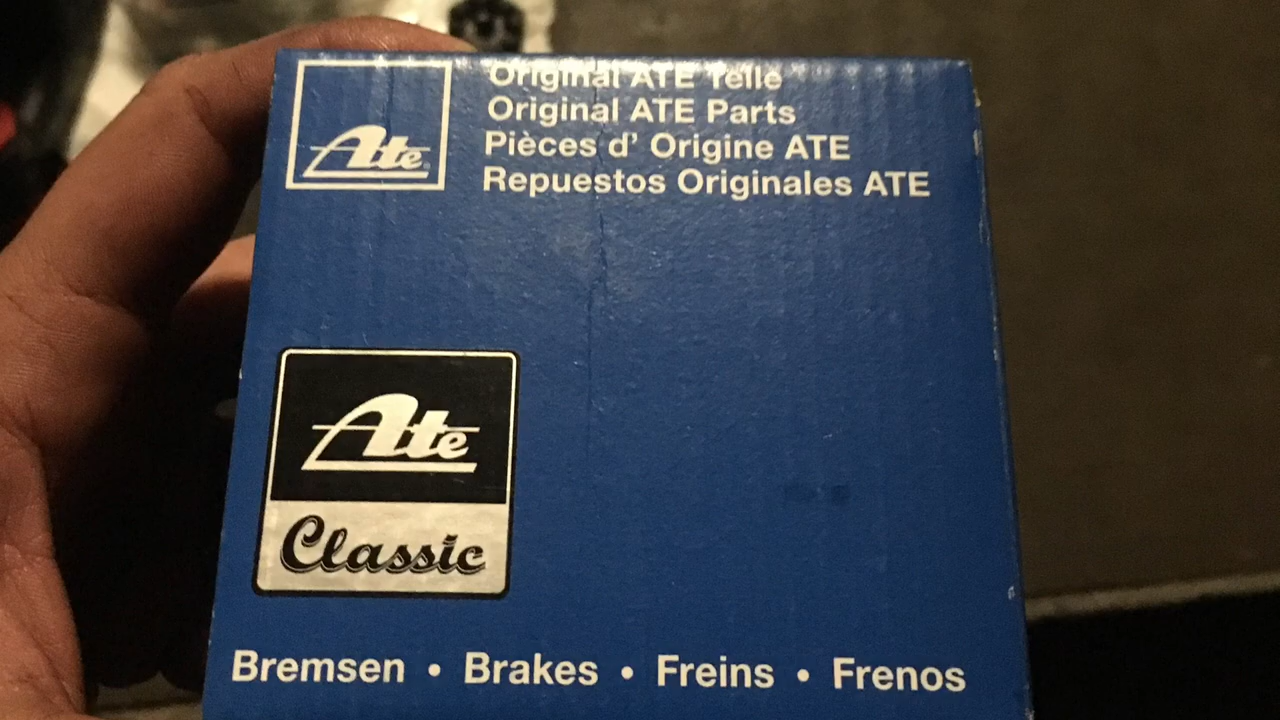 Original ATE Teile
Ate
Original ATE Parts
Pièces d' Origine ATE
Repuestos Originales ATE
Ate
Classic
Bremsen • Brakes • Freins • Frenos